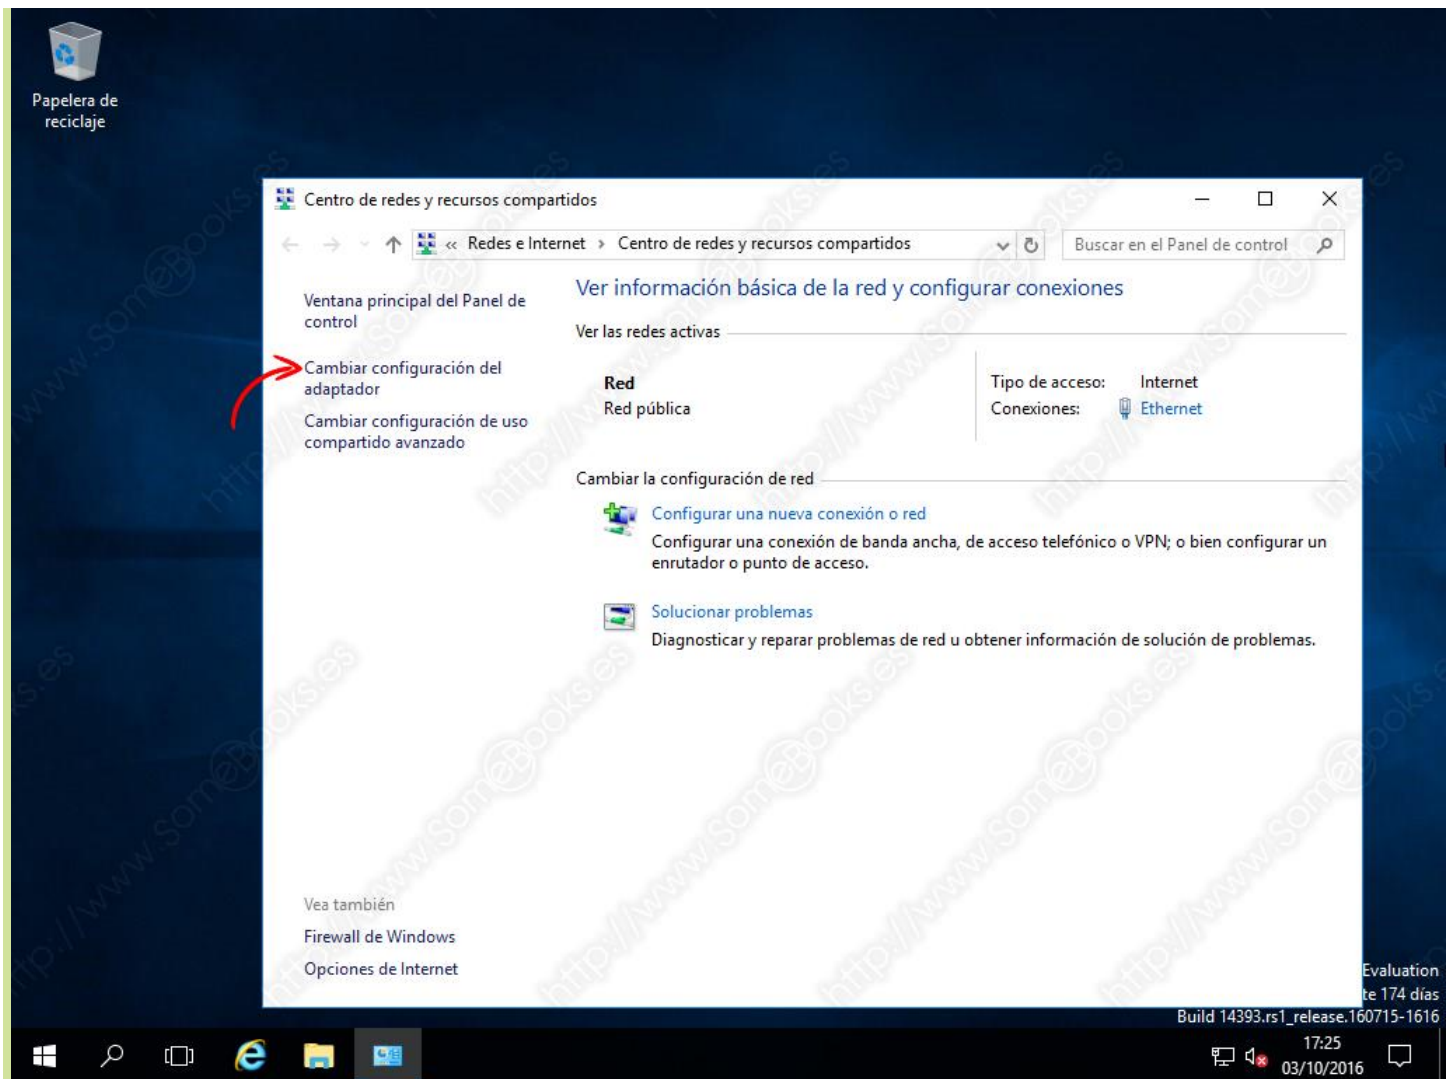 Papelera de
reciclaje
Centro de redes y recursos compartidos
« Redes e Internet › Centro de redes y recursos compartidos
Buscar en el Panel de control
Ventana principal del Panel de
control
Cambiar configuración del
adaptador
Cambiar configuración de uso
compartido avanzado
Ver información básica de la red y configurar conexiones
Ver las redes activas
Red
Red pública
Tipo de acceso: Internet
Conexiones: Ethernet
Cambiar la configuración de red
Configurar una nueva conexión o red
Configurar una conexión de banda ancha, de acceso telefónico o VPN; o bien configurar un
enrutador o punto de acceso.
Solucionar problemas
Diagnosticar y reparar problemas de red u obtener información de solución de problemas.
Vea también
Firewall de Windows
Opciones de Internet
Evaluation
te 174 días
Build 14393.rs1_release.160715-1616
17:25
03/10/2016
http://www.SomeBooks.es